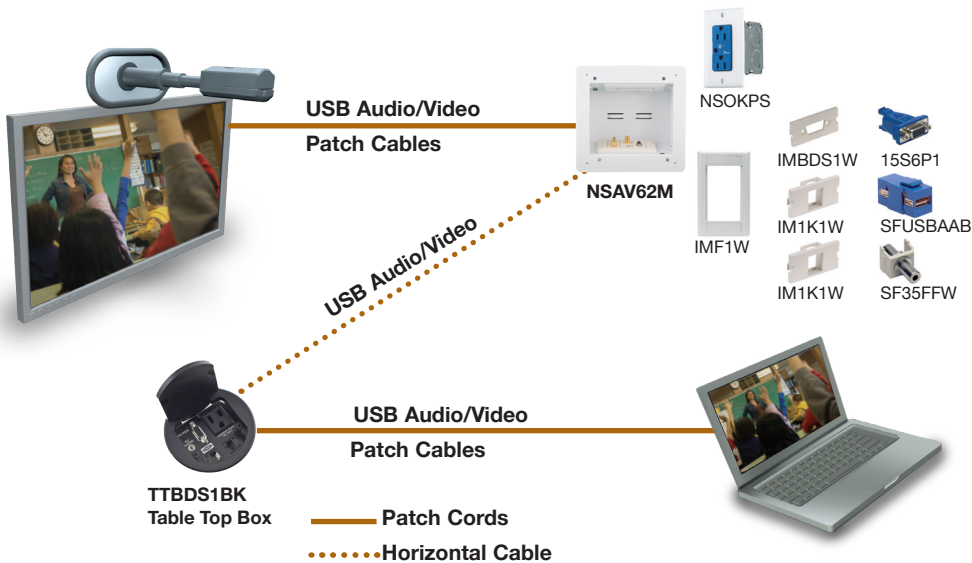 USB Audio/Video
Patch Cables
NSAV62M
NSOKPS
IMF1W
IMBDS1W
15S6P1
IM1K1W
SFUSBAAB
IM1K1W
SF35FFW
USB Audio/Video
USB Audio/Video
Patch Cables
TTBDS1BK
Table Top Box
Patch Cords
Horizontal Cable